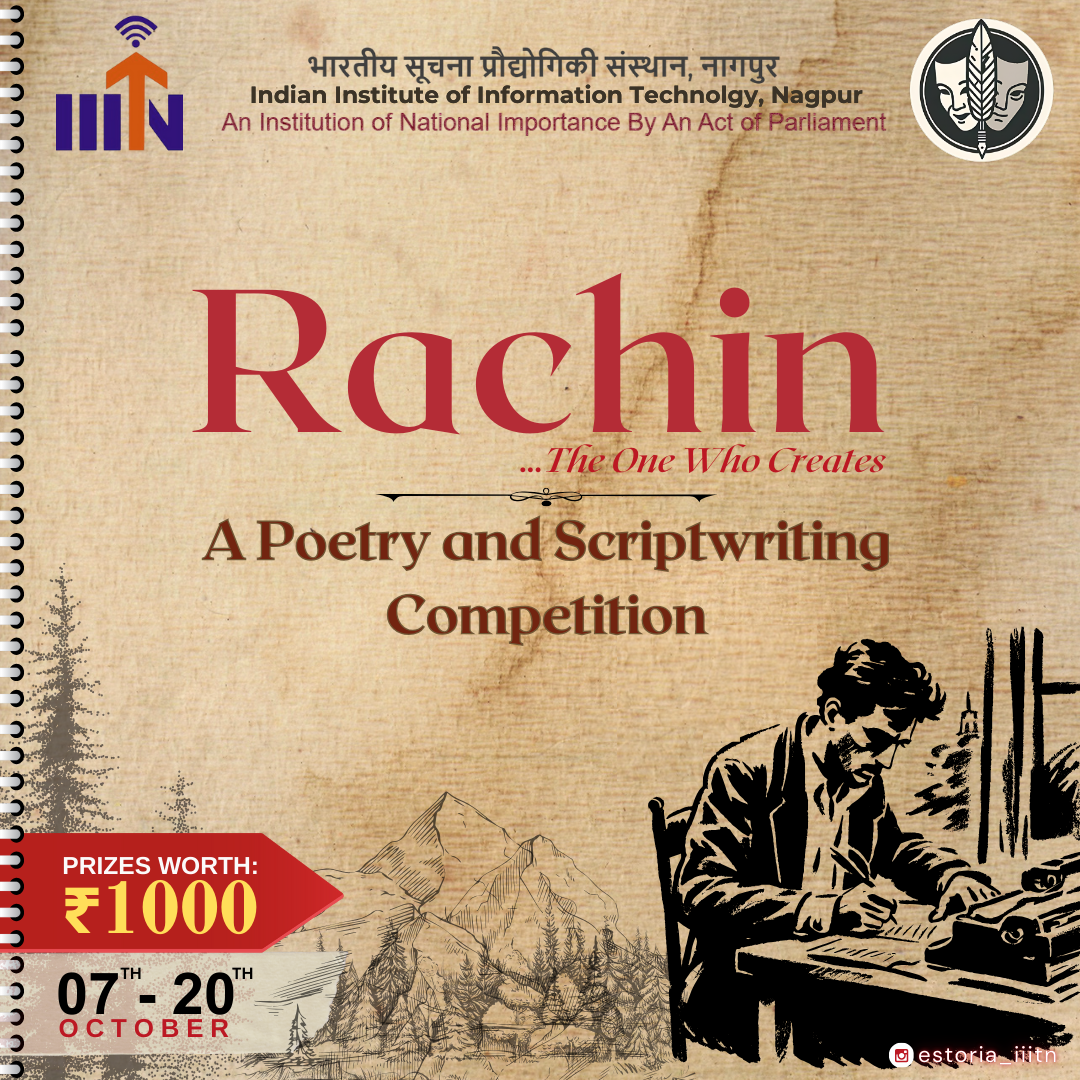 IIITN
भारतीय सूचना प्रौद्योगिकी संस्थान, नागपुर
Indian Institute of Information Technolgy, Nagpur
An Institution of National Importance By An Act of Parliament
Rachin
...The One Who Creates
A Poetry and Scriptwriting
Competition
PRIZES WORTH:
₹1000
07TH - 20TH
OCTOBER
estoria_iiitn